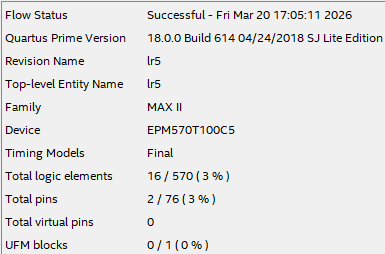 Flow Status Successful - Fri Mar 20 17:05:11 2026
Quartus Prime Version 18.0.0 Build 614 04/24/2018 SJ Lite Edition
Revision Name lr5
Top-level Entity Name lr5
Family MAX II
Device EPM570T100C5
Timing Models Final
Total logic elements 16 / 570 ( 3 % )
Total pins 2 / 76 ( 3 % )
Total virtual pins 0
UFM blocks 0 / 1 ( 0 % )